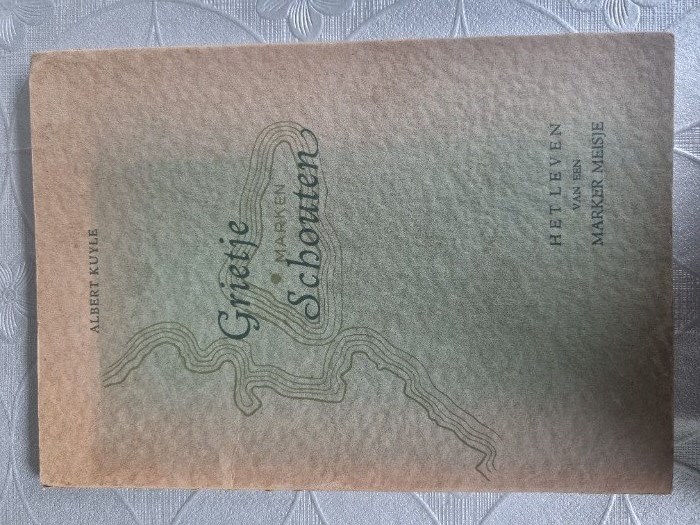 ALBERT KUYLE
Grietje
MARKEN
Schouten
HET LEVEN
VAN EEN
MARKER MEISJE